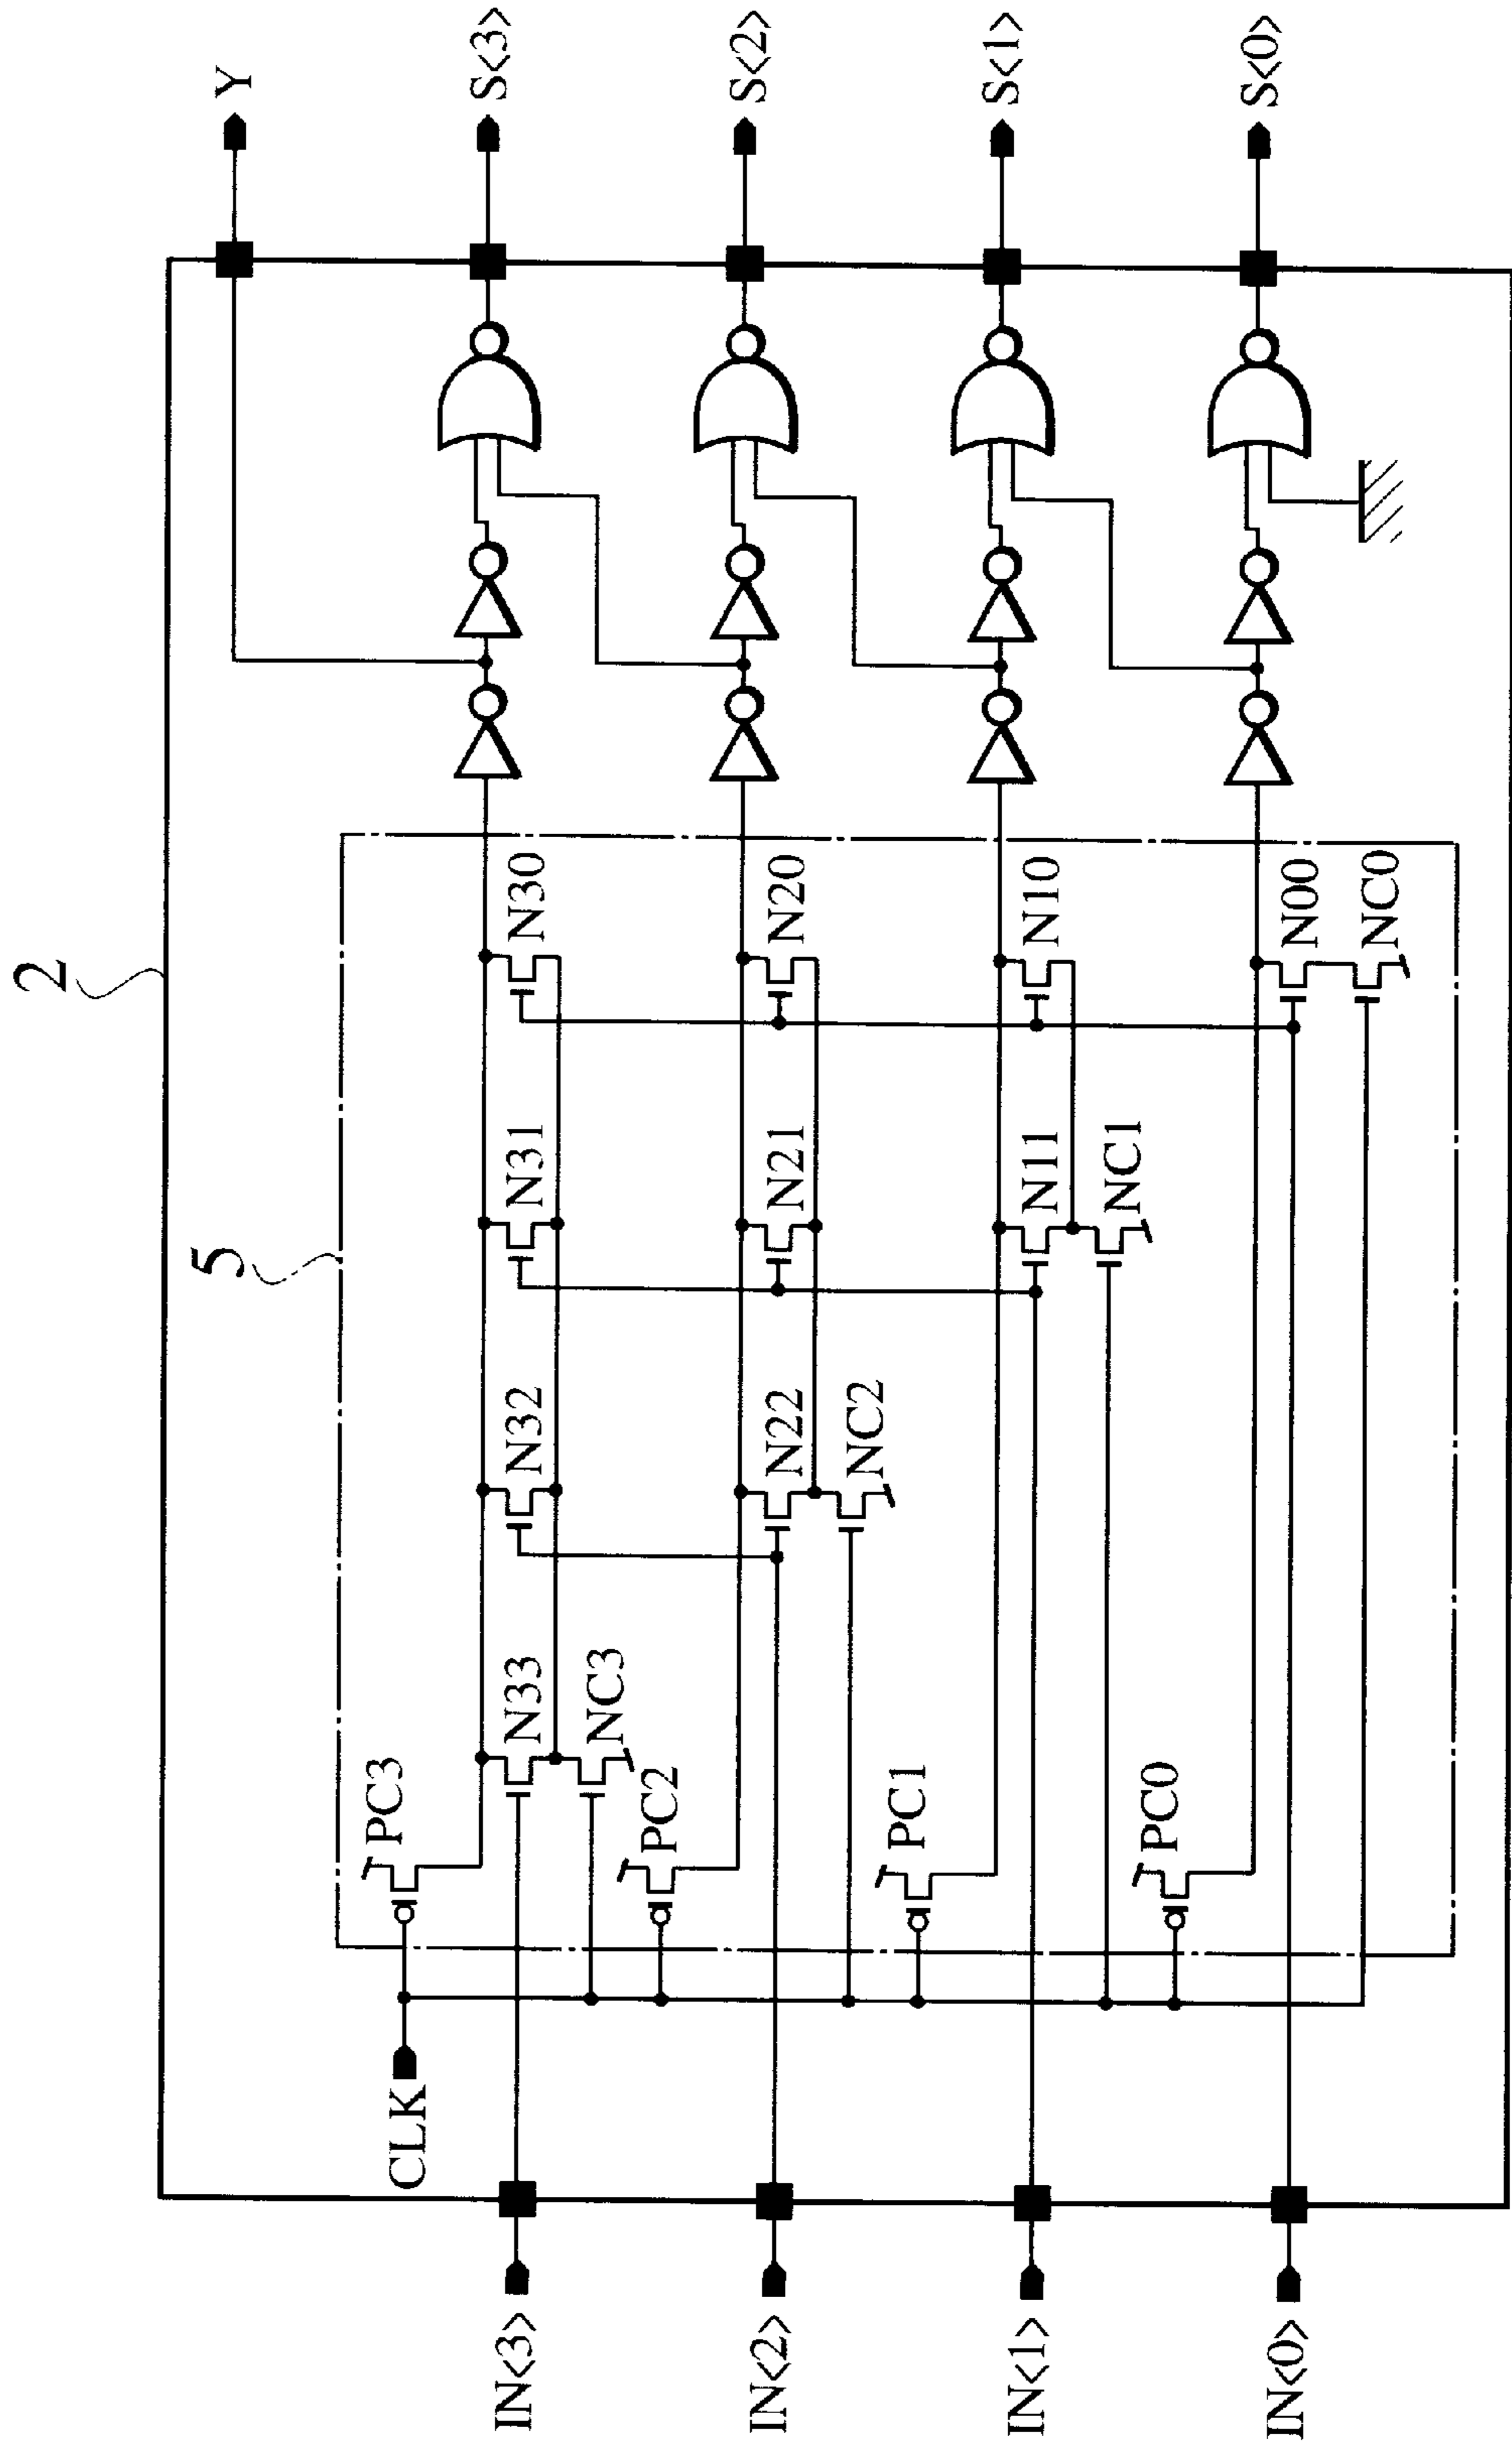 2
5
Y
S<3>
S<2>
S<1>
S<0>
CLK
IN<3>
IN<2>
IN<1>
IN<0>
PC3
N33
NC3
N32
N31
N30
PC2
N22
NC2
N21
N20
PC1
N11
NC1
N10
PC0
N00
NC0